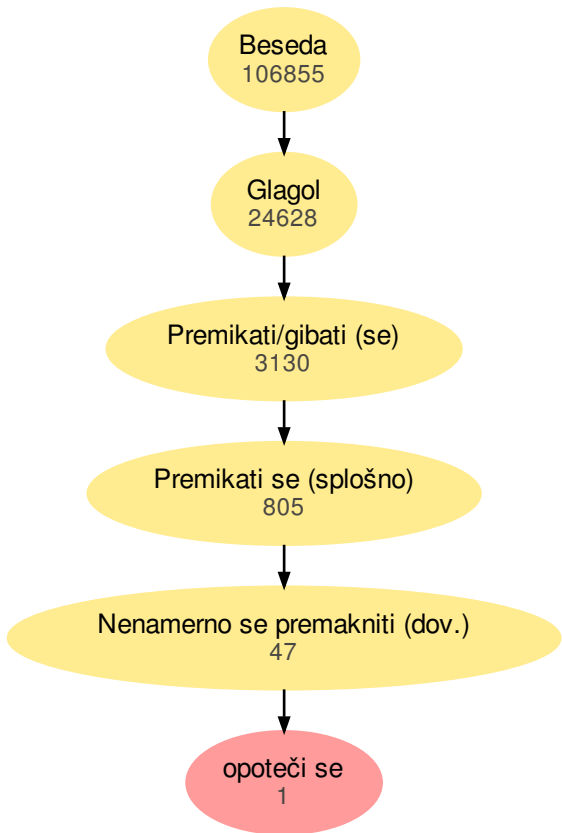 Beseda
106855
Glagol
24628
Premikati/gibati (se)
3130
Premikati se (splošno)
805
Nenamerno se premakniti (dov.)
47
opoteči se
1